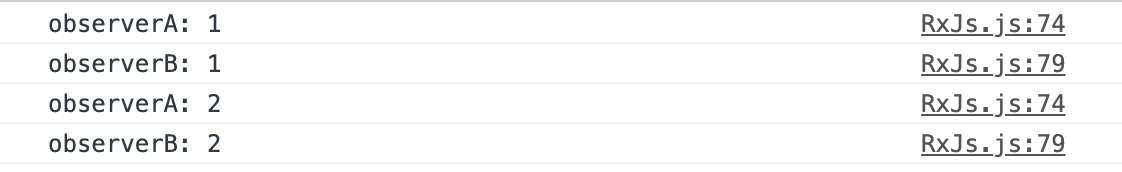 observerA: 1 RxJs.js:74
observerB: 1 RxJs.js:79
observerA: 2 RxJs.js:74
observerB: 2 RxJs.js:79